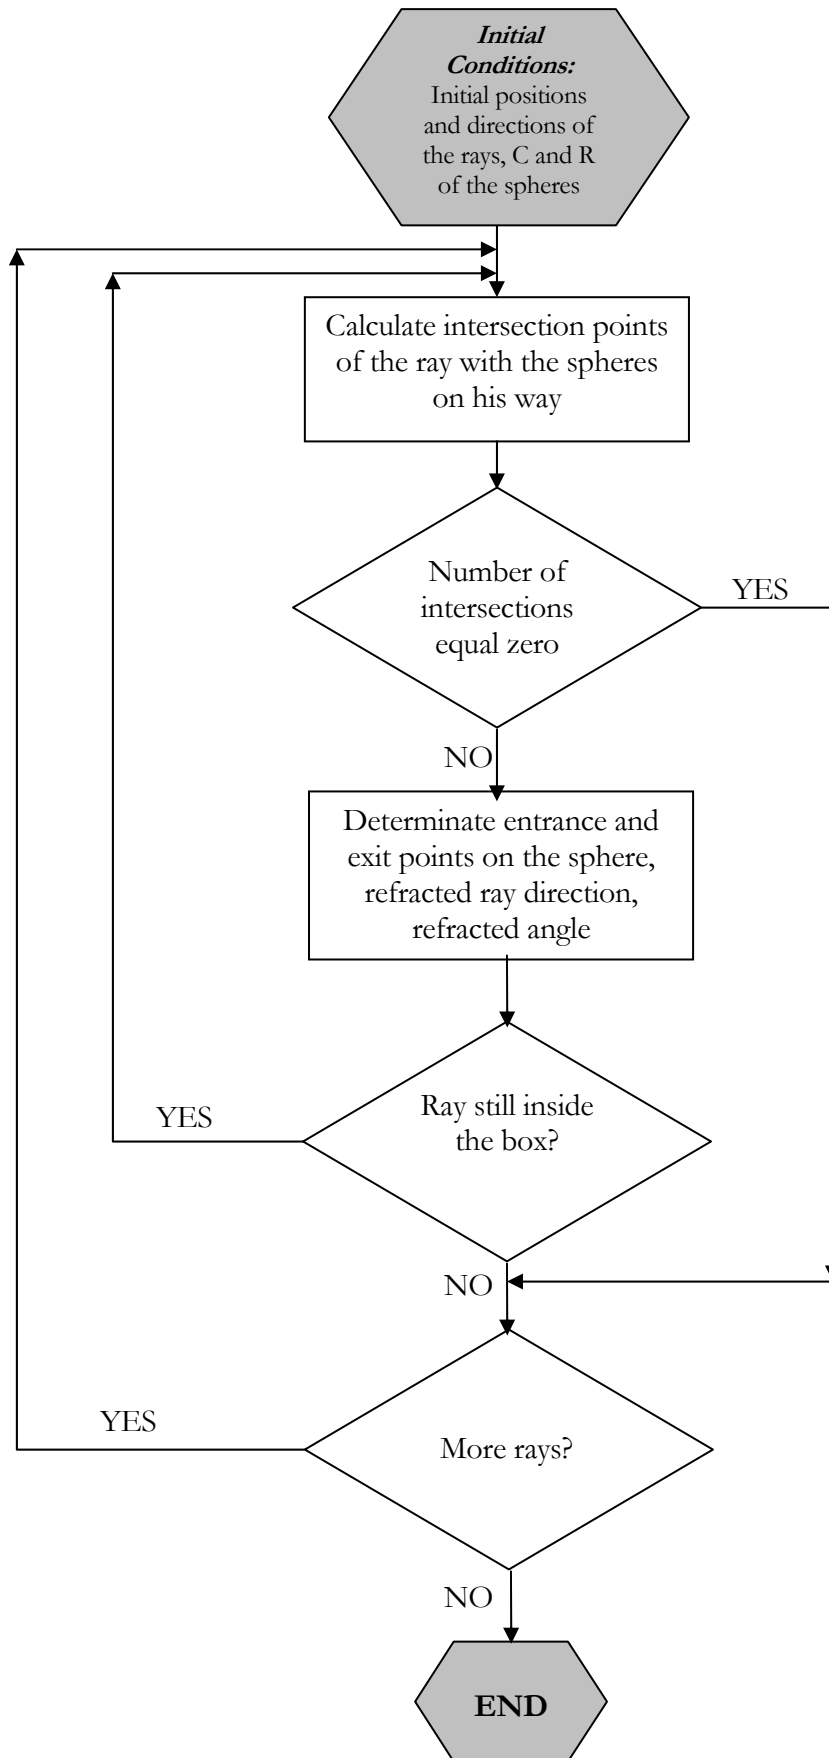 Initial
Conditions:
Initial positions
and directions of
the rays, C and R
of the spheres
Calculate intersection points
of the ray with the spheres
on his way
Number of
intersections
equal zero
YES
NO
Determinate entrance and
exit points on the sphere,
refracted ray direction,
refracted angle
Ray still inside
the box?
YES
NO
More rays?
YES
NO
END